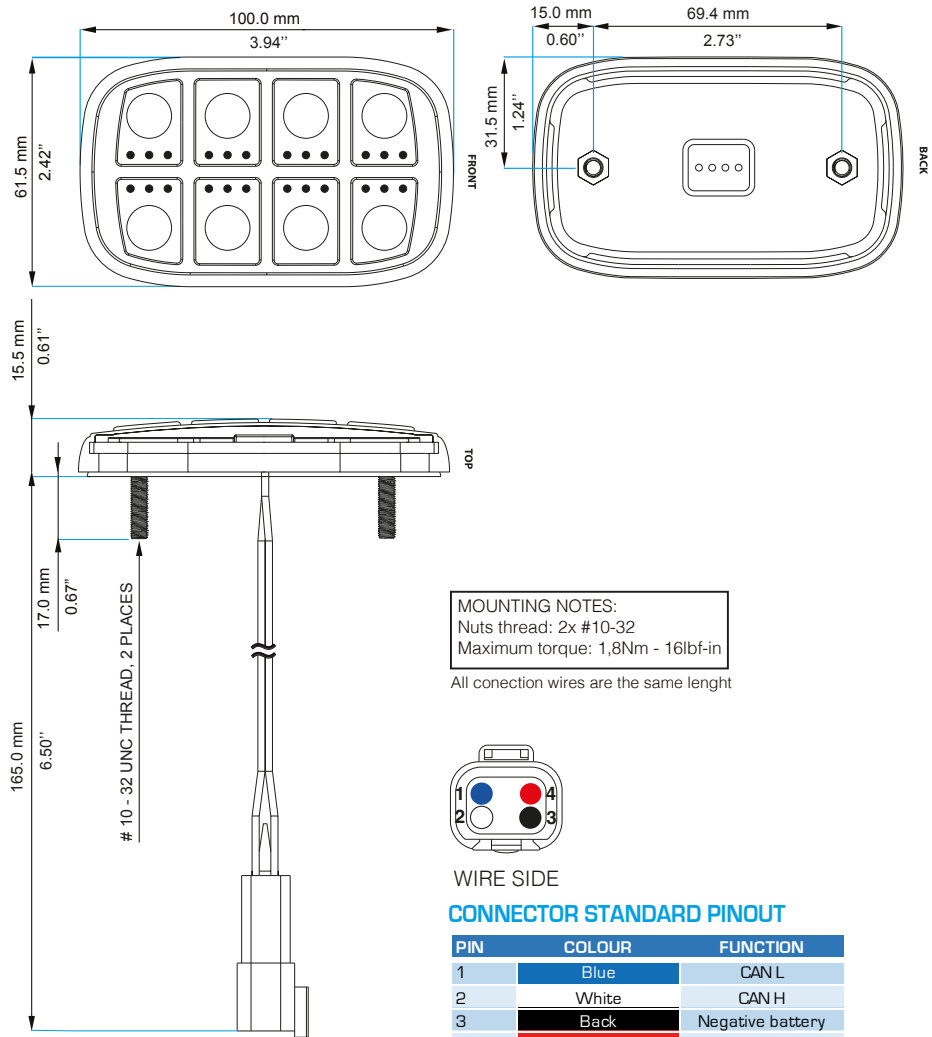 100.0 mm
3.94''
15.0 mm
0.60''
69.4 mm
2.73''
61.5 mm
2.42''
FRONT
31.5 mm
1.24''
BACK
15.5 mm
0.61''
TOP
17.0 mm
0.67''
# 10 - 32 UNC THREAD, 2 PLACES
165.0 mm
6.50''
MOUNTING NOTES:
Nuts thread: 2x #10-32
Maximum torque: 1,8Nm - 16lbf-in
All conection wires are the same lenght
1 4
2 3
WIRE SIDE
CONNECTOR STANDARD PINOUT
PIN COLOUR FUNCTION
1 Blue CAN L
2 White CAN H
3 Back Negative battery